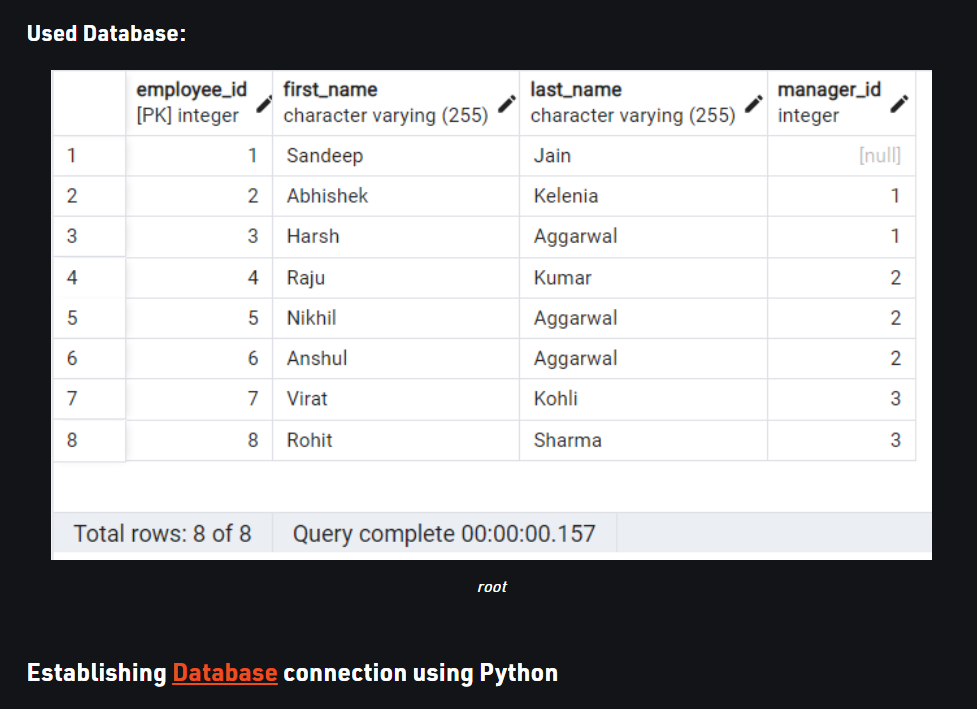 Used Database:
employee_id first_name last_name manager_id
[PK] integer character varying (255) character varying (255) integer
1 1 Sandeep Jain [null]
2 2 Abhishek Kelenia 1
3 3 Harsh Aggarwal 1
4 4 Raju Kumar 2
5 5 Nikhil Aggarwal 2
6 6 Anshul Aggarwal 2
7 7 Virat Kohli 3
8 8 Rohit Sharma 3
Total rows: 8 of 8 Query complete 00:00:00.157
root
Establishing Database connection using Python